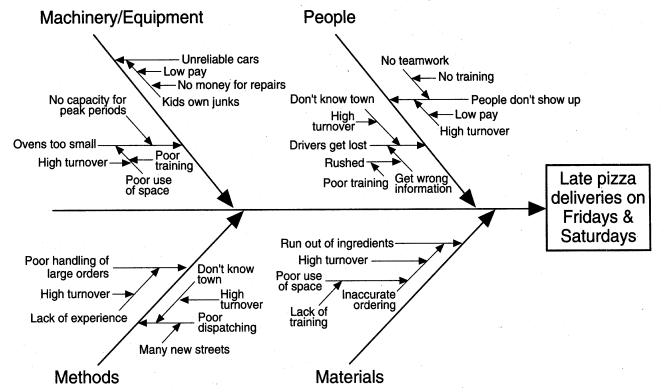 Machinery/Equipment
People
Unreliable cars
Low pay
No money for repairs
Kids own junks
No capacity for
peak periods
Ovens too small
High turnover
Poor
training
Poor use
of space
No teamwork
No training
Don't know town
People don't show up
High
turnover
Low pay
High turnover
Drivers get lost
Rushed
Poor training
Get wrong
information
Late pizza
deliveries on
Fridays &
Saturdays
Poor handling of
large orders
Don't know
town
High turnover
High
turnover
Lack of experience
Poor
dispatching
Many new streets
Run out of ingredients
High turnover
Poor use
of space
Inaccurate
ordering
Lack of
training
Methods
Materials